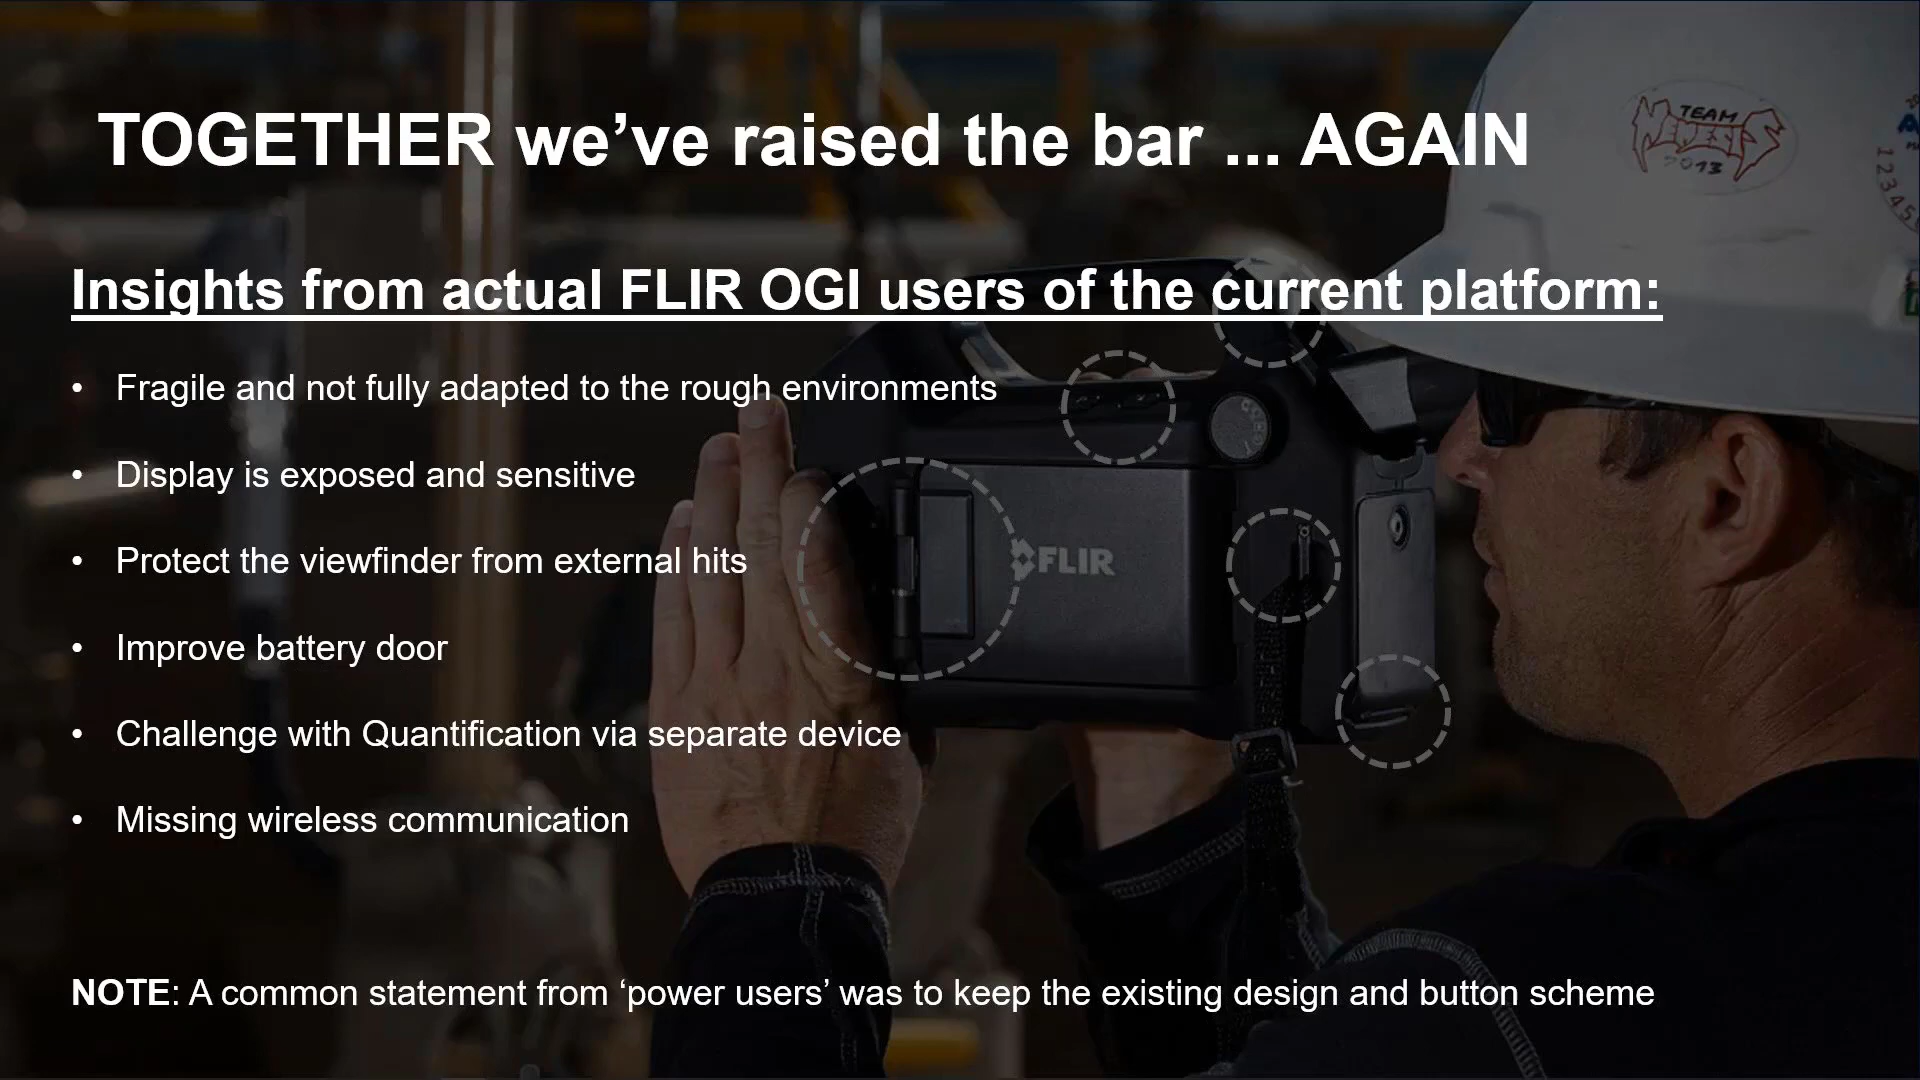 TOGETHER we’ve raised the bar ... AGAIN
Insights from actual FLIR OGI users of the current platform:
• Fragile and not fully adapted to the rough environments
• Display is exposed and sensitive
• Protect the viewfinder from external hits
• Improve battery door
• Challenge with Quantification via separate device
• Missing wireless communication
NOTE: A common statement from ‘power users’ was to keep the existing design and button scheme
FLIR
TEAM
2013
12345